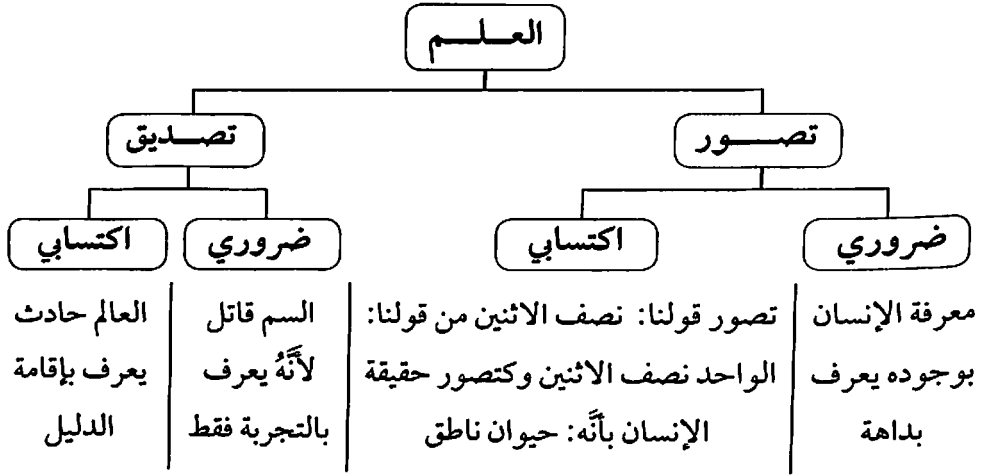 العلم
تصور
تصديق
ضروري
اكتسابي
ضروري
اكتسابي
معرفة الإنسان
بوجوده يعرف
بداهة
تصور قولنا: نصف الاثنين من قولنا:
الواحد نصف الاثنين وكتصور حقيقة
الإنسان بأنَّه: حيوان ناطق
السم قاتل
لأنَّهُ يعرف
بالتجربة فقط
العالم حادث
يعرف بإقامة
الدليل